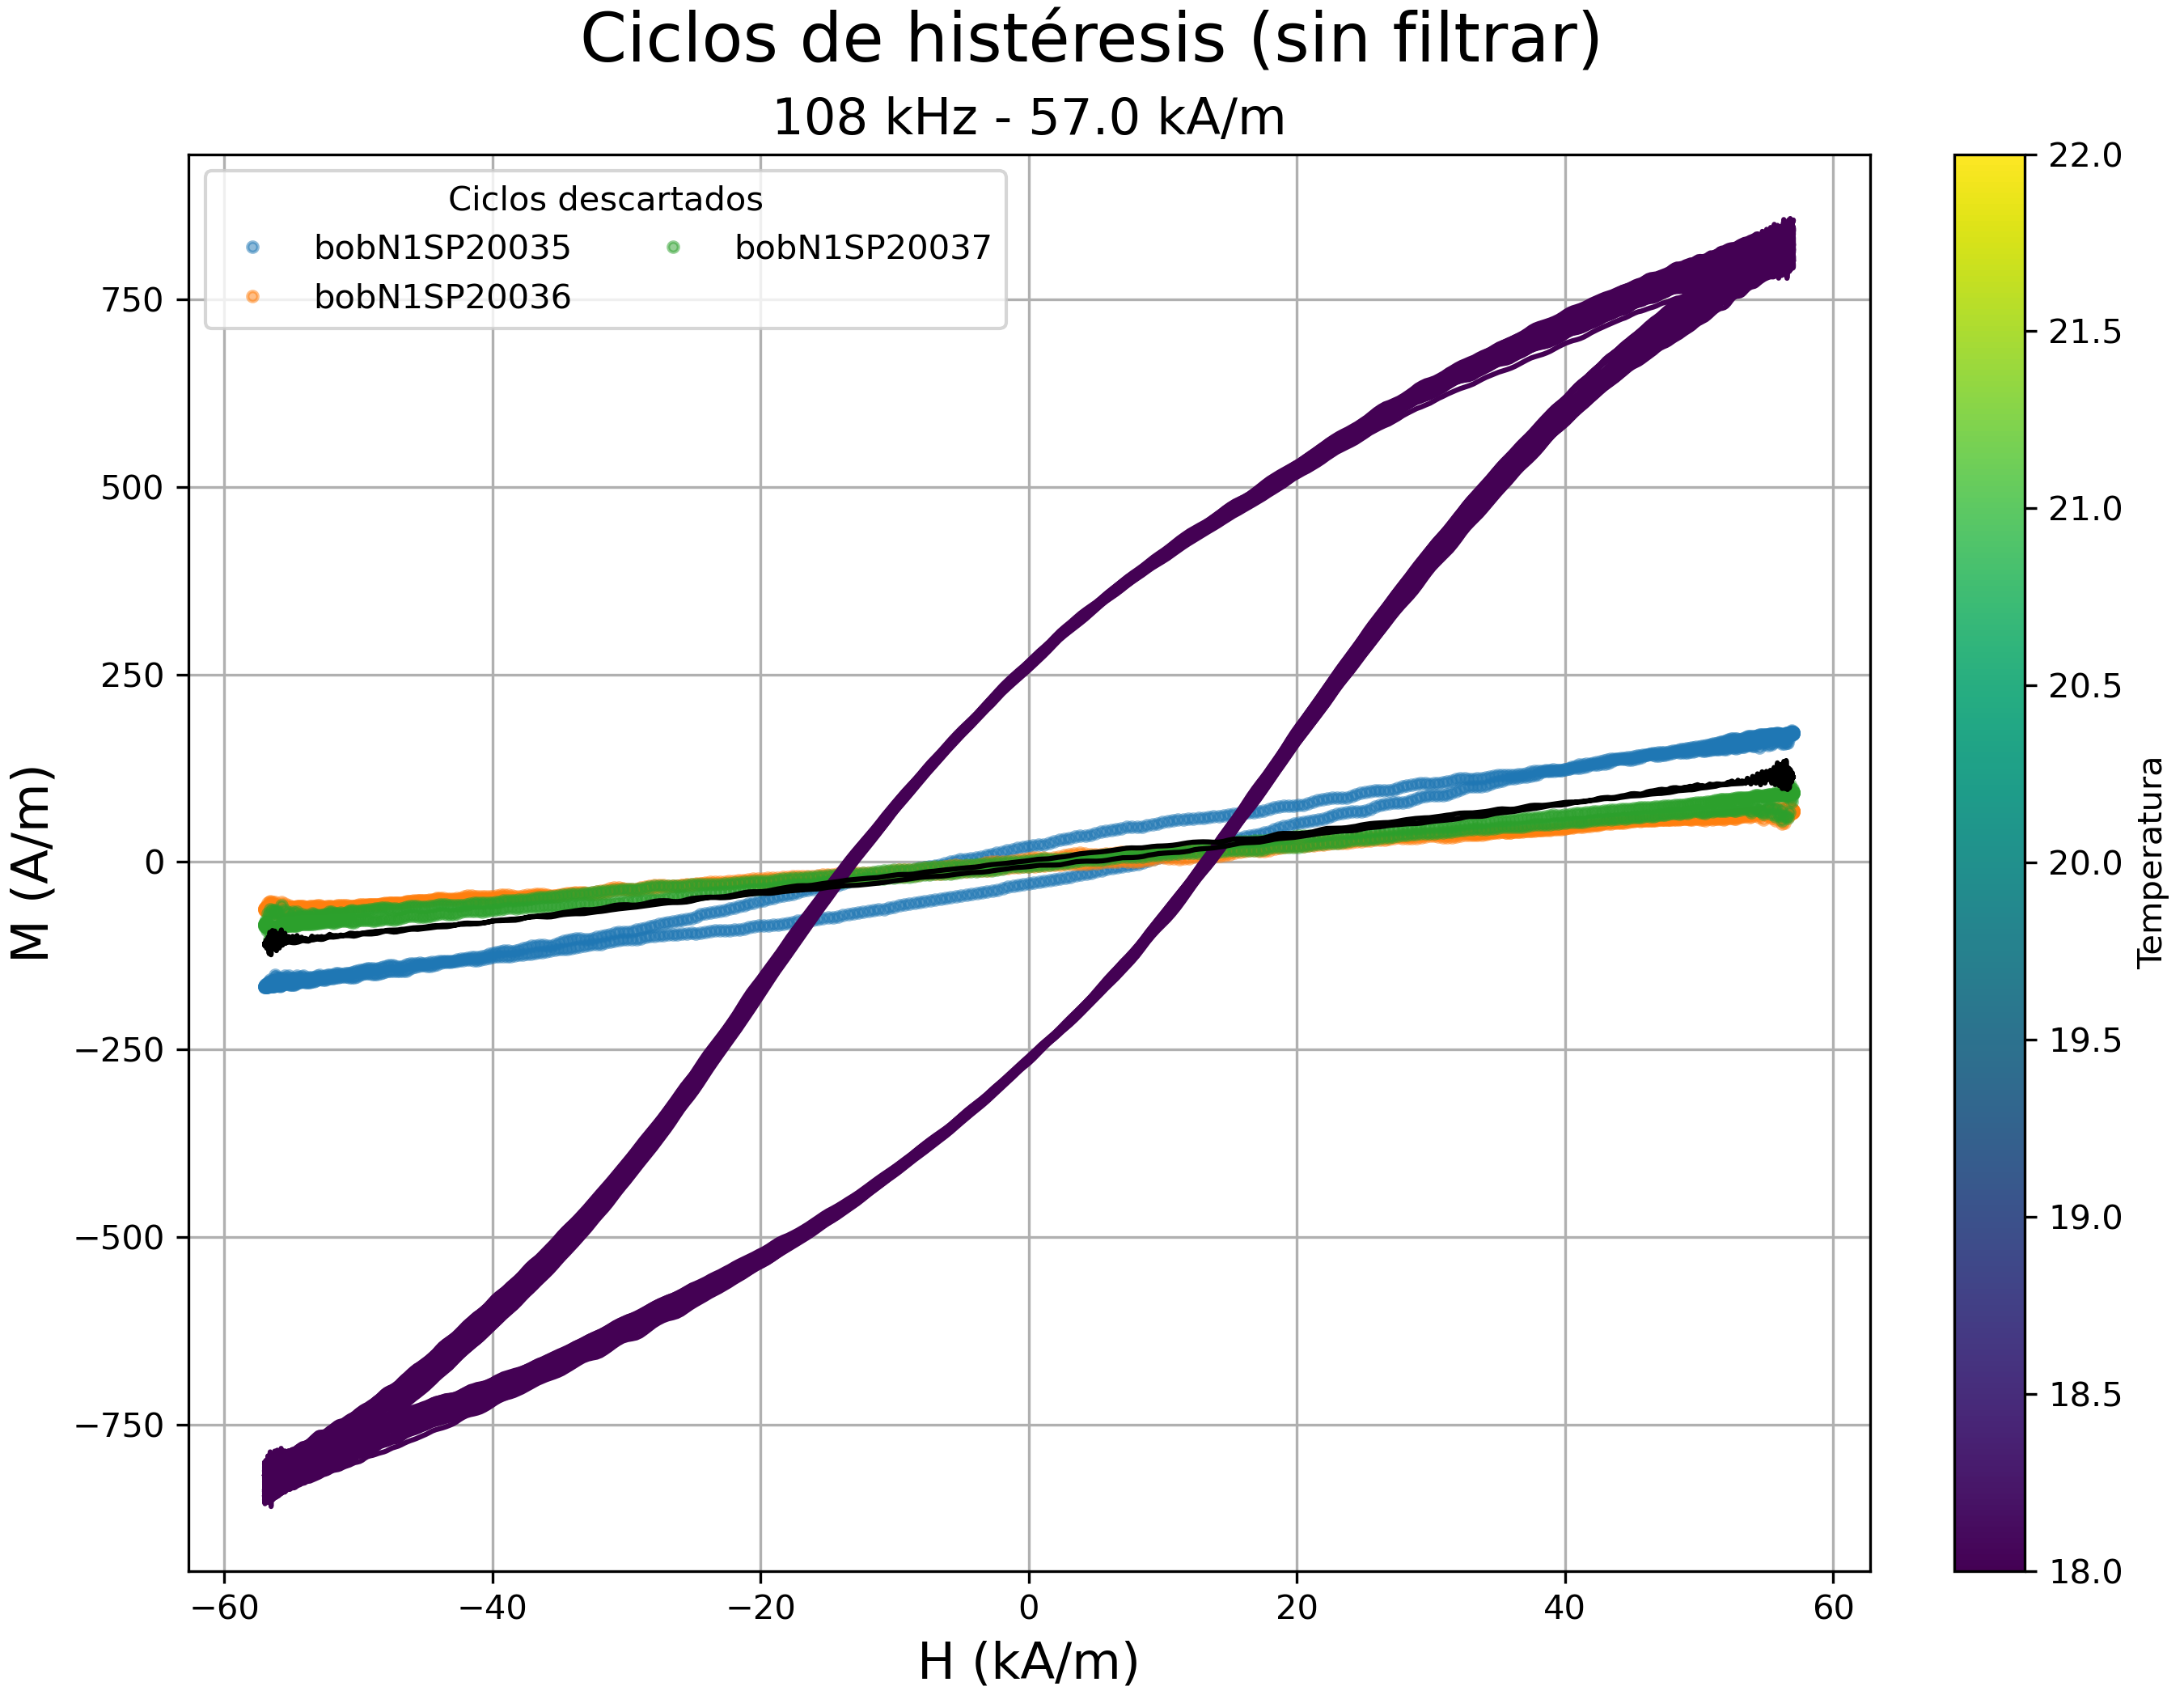 Ciclos de histéresis (sin filtrar)
108 kHz - 57.0 kA/m
Ciclos descartados
bobN1SP20035
bobN1SP20036
bobN1SP20037
M (A/m)
750
500
250
0
−250
−500
−750
−60
−40
−20
0
20
40
60
H (kA/m)
22.0
21.5
21.0
20.5
20.0
19.5
19.0
18.5
18.0
Temperatura